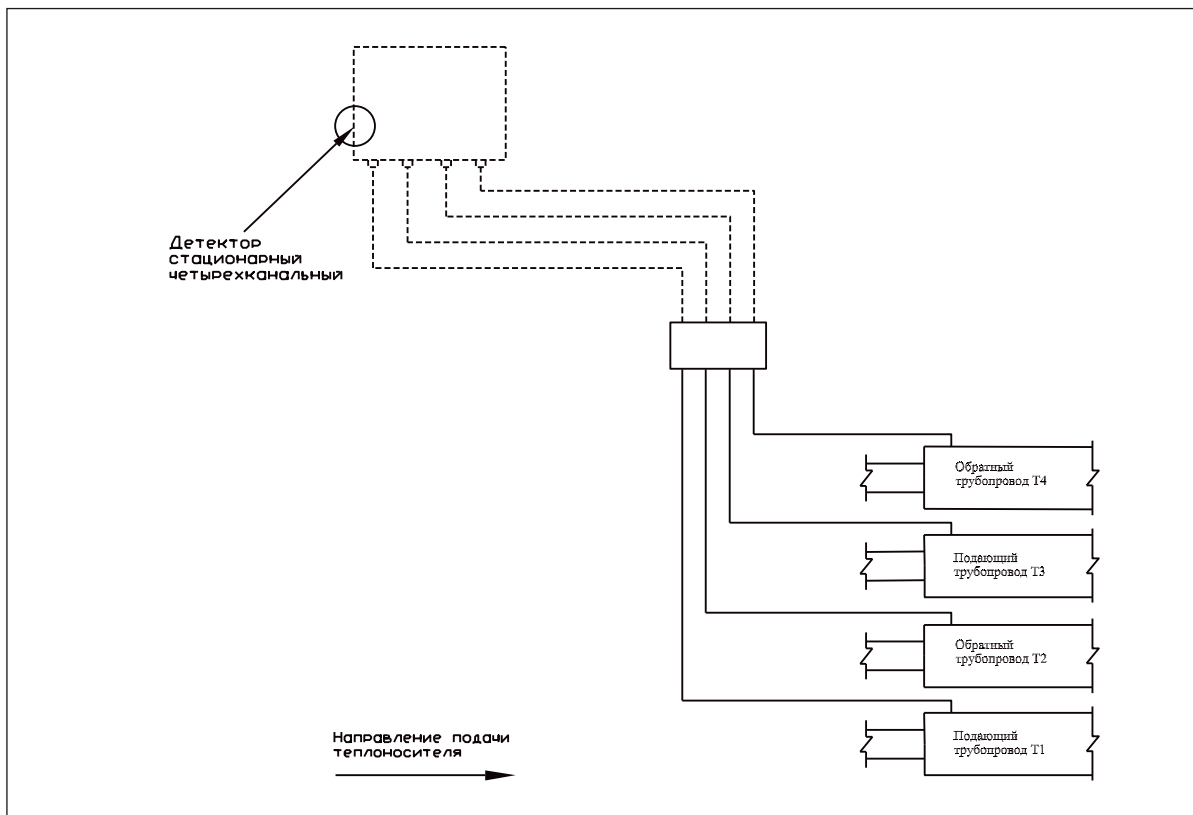 Детектор
стационарный
четырехканальный
Обратный
трубопровод Т4
Подающий
трубопровод Т3
Обратный
трубопровод Т2
Подающий
трубопровод Т1
Направление подачи
теплоносителя